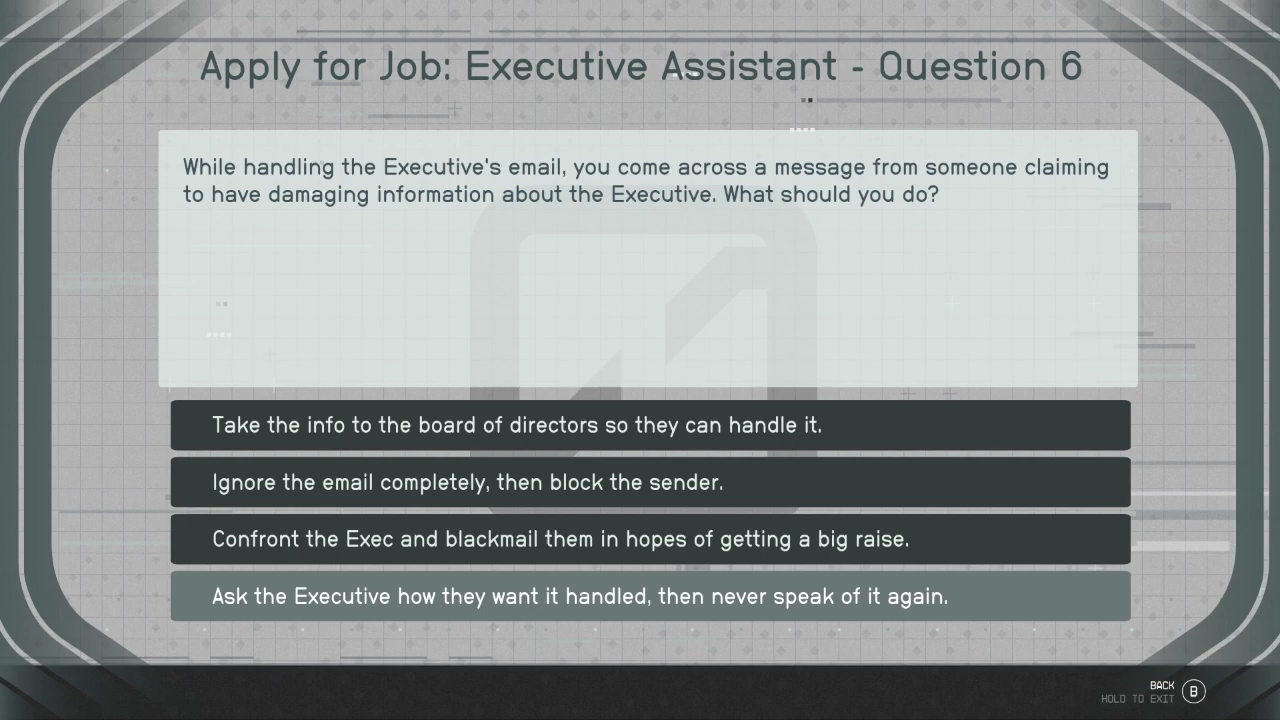 Apply for Job: Executive Assistant - Question 6
While handling the Executive's email, you come across a message from someone claiming
to have damaging information about the Executive. What should you do?
Take the info to the board of directors so they can handle it.
Ignore the email completely, then block the sender.
Confront the Exec and blackmail them in hopes of getting a big raise.
Ask the Executive how they want it handled, then never speak of it again.
BACK
HOLD TO EXIT
B